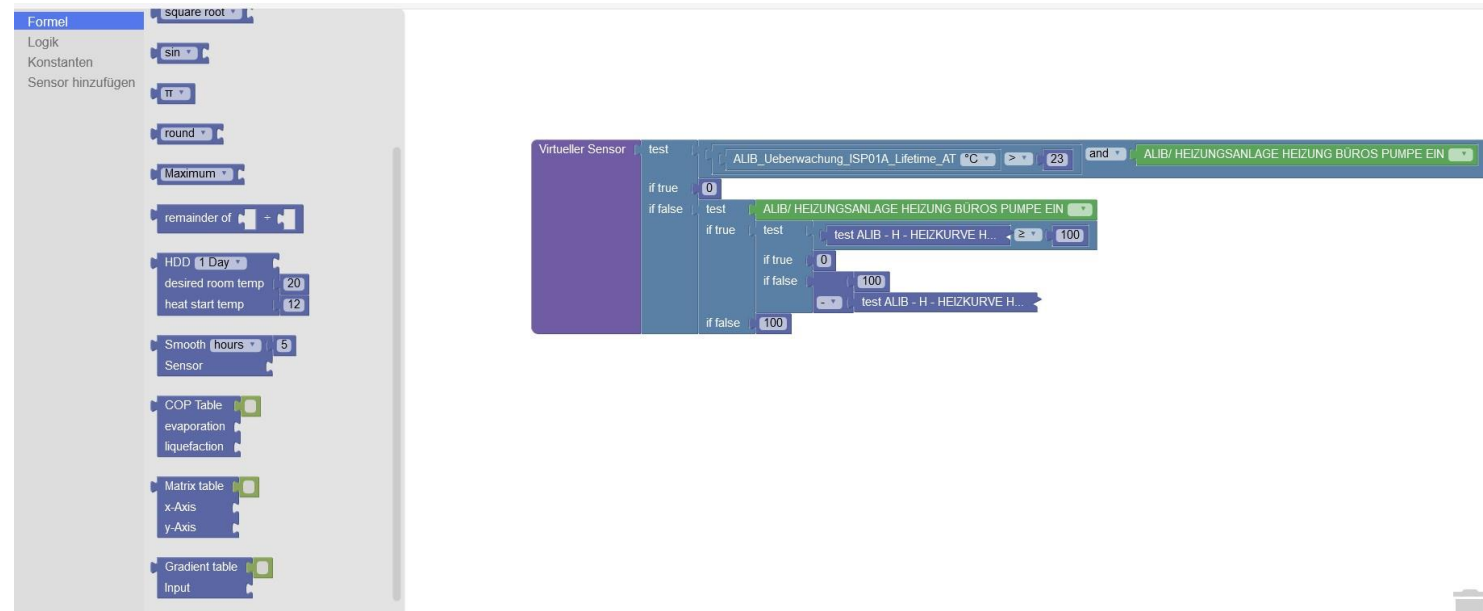 Formel
Logik
Konstanten
Sensor hinzufügen
square root
sin
π
round
Maximum
remainder of ÷
HDD 1 Day
desired room temp 20
heat start temp 12
Smooth hours 5
Sensor
COP Table
evaporation
liquefaction
Matrix table
x-Axis
y-Axis
Gradient table
Input
Virtueller Sensor test ALIB_Ueberwachung_ISP01A_Lifetime_AT °C > 23 and ALIB/ HEIZUNGSANLAGE HEIZUNG BÜROS PUMPE EIN
if true 0
if false test ALIB/ HEIZUNGSANLAGE HEIZUNG BÜROS PUMPE EIN
if true test test ALIB - H - HEIZKURVE H... ≥ 100
if true 0
if false 100
- test ALIB - H - HEIZKURVE H...
if false 100